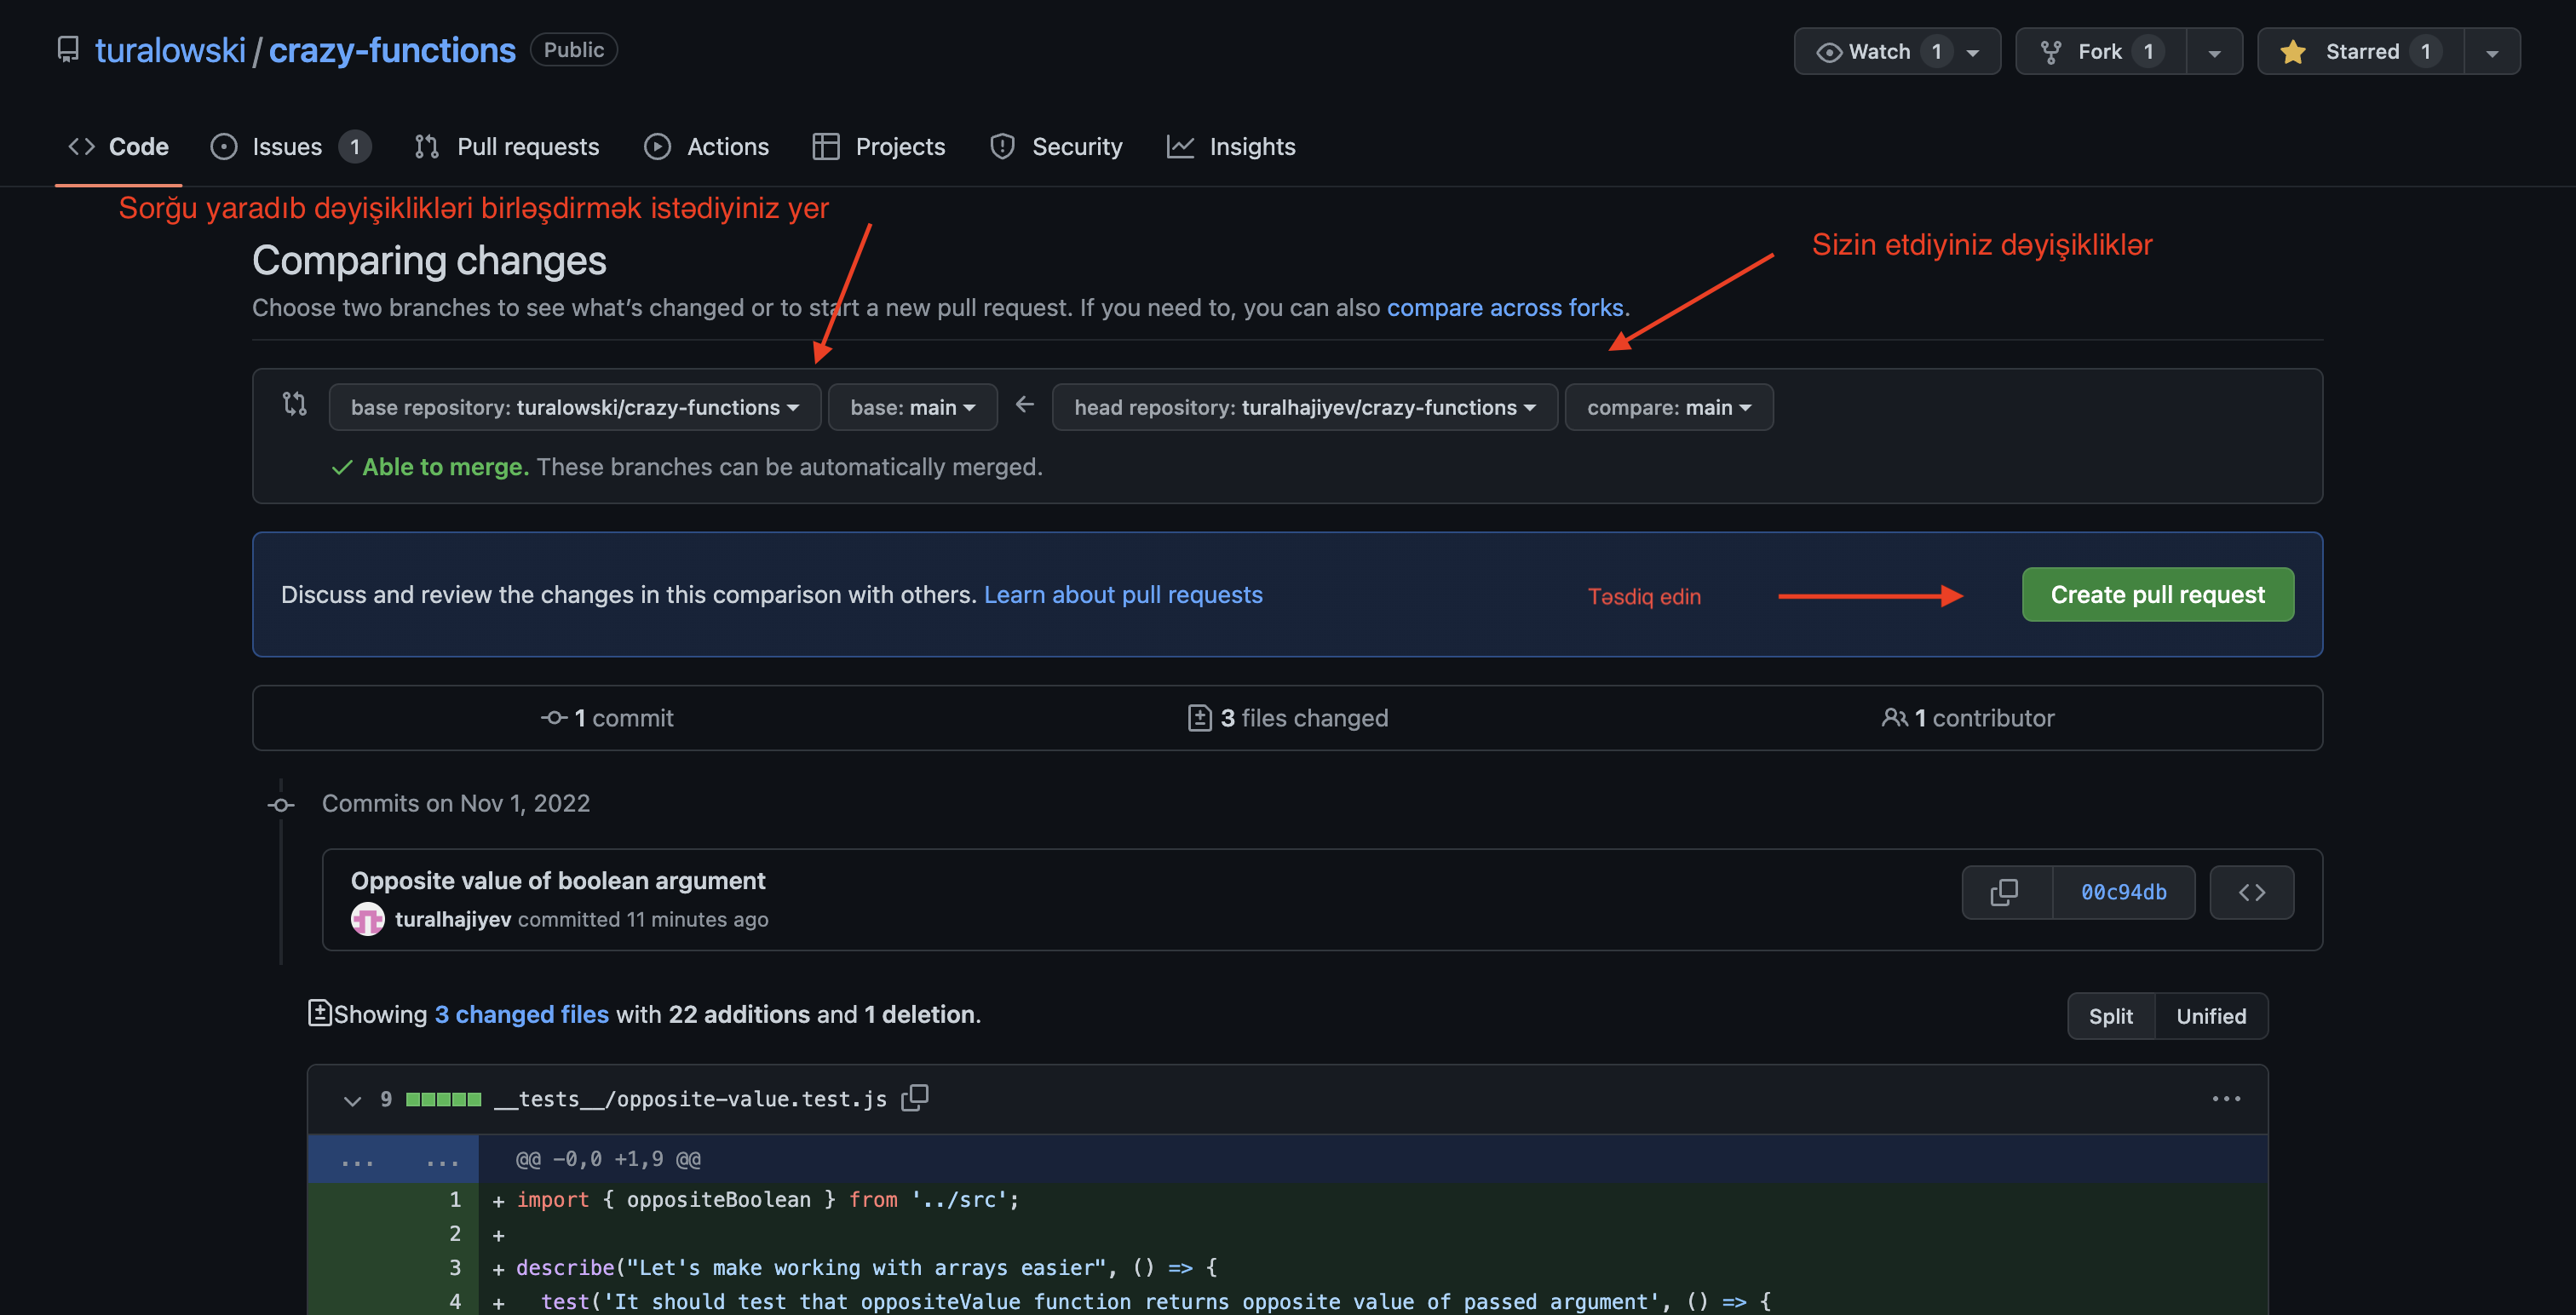 turalowski / crazy-functions Public
Watch 1 Fork 1 Starred 1
Code Issues 1 Pull requests Actions Projects Security Insights
Sorğu yaradıb dəyişiklikləri birləşdirmək istədiyiniz yer
Sizin etdiyiniz dəyişikliklər
Comparing changes
Choose two branches to see what’s changed or to start a new pull request. If you need to, you can also compare across forks.
base repository: turalowski/crazy-functions base: main head repository: turalhajiyev/crazy-functions compare: main
Able to merge. These branches can be automatically merged.
Discuss and review the changes in this comparison with others. Learn about pull requests
Təsdiq edin
Create pull request
1 commit 3 files changed 1 contributor
Commits on Nov 1, 2022
Opposite value of boolean argument
turalhajiyev committed 11 minutes ago
00c94db
Showing 3 changed files with 22 additions and 1 deletion.
Split Unified
9 __tests__/opposite-value.test.js ...
... ... @@ -0,0 +1,9 @@
1 + import { oppositeBoolean } from '../src';
2 +
3 + describe("Let's make working with arrays easier", () => {
4 + test('It should test that oppositeValue function returns opposite value of passed argument', () => {